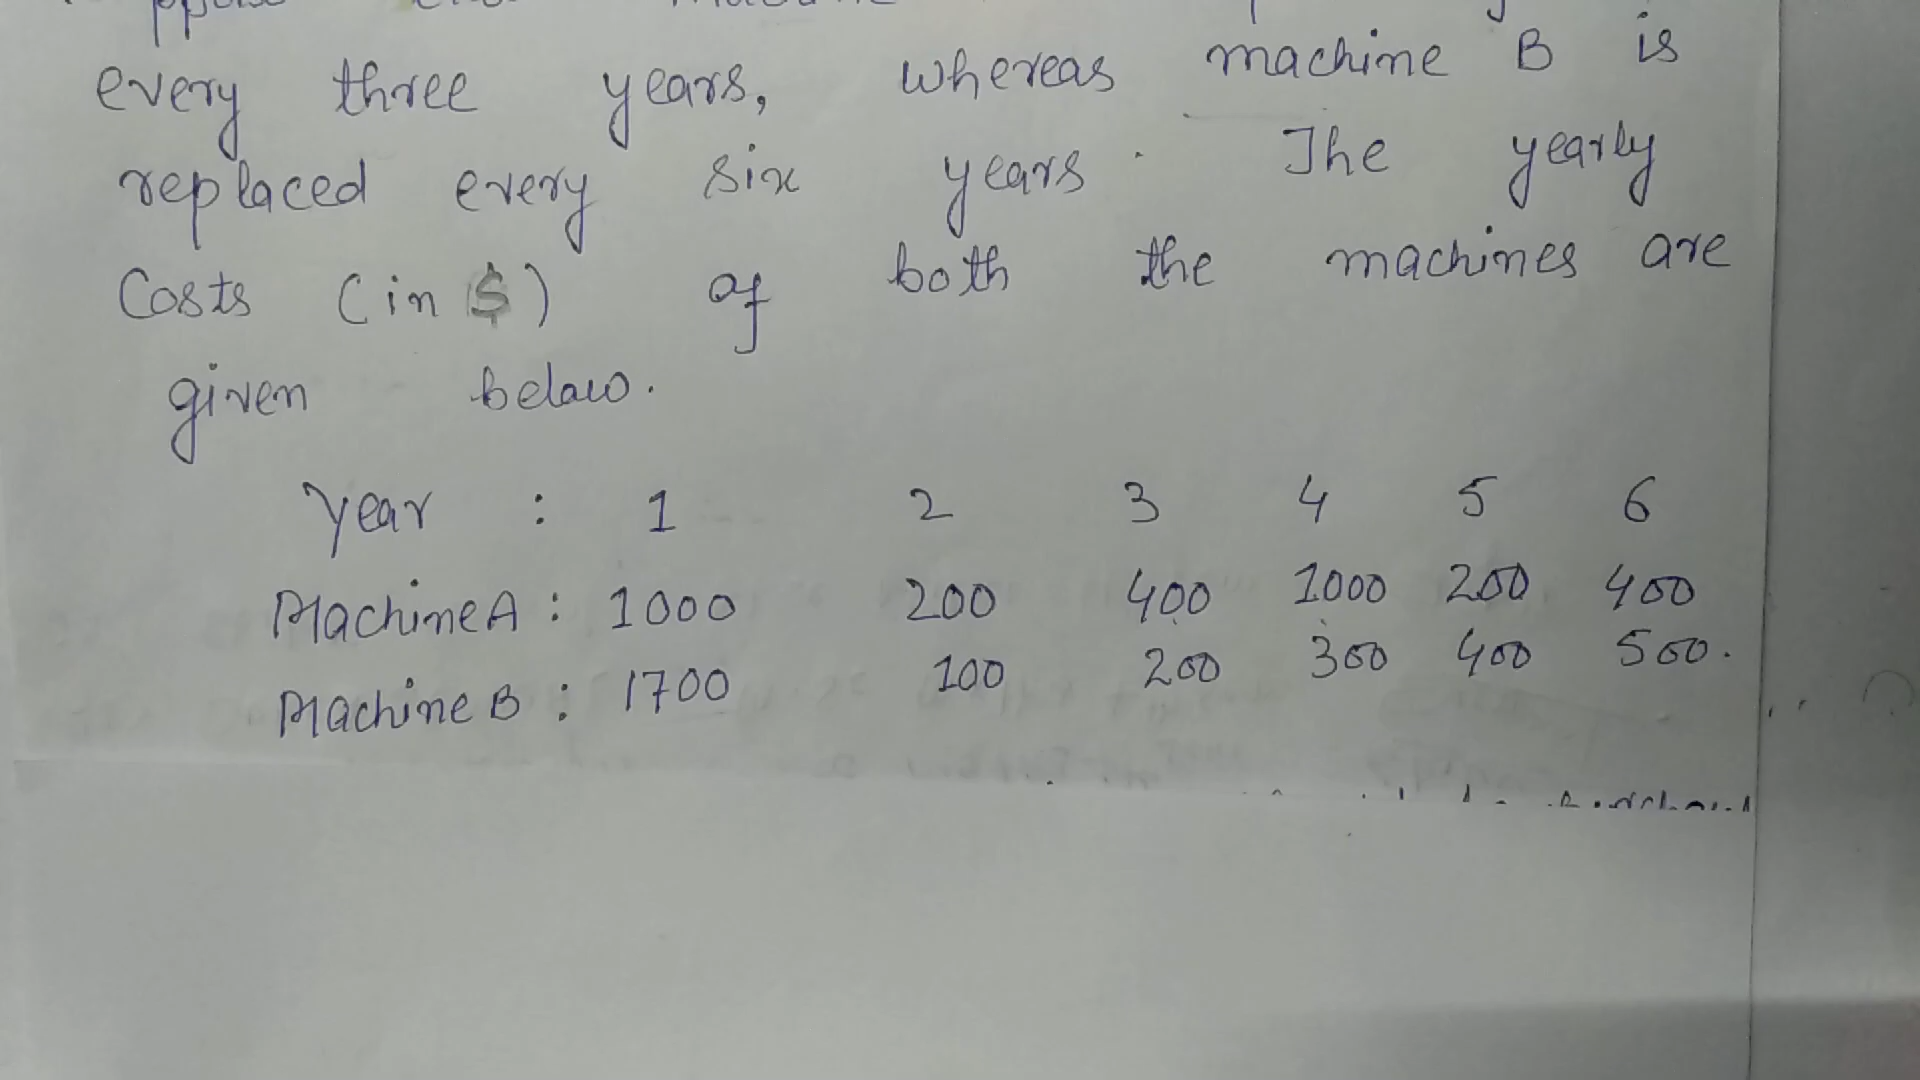 every three years, whereas machine B is
replaced every six years. The yearly
Costs (in $) of both the machines are
given below.
Year : 1 2 3 4 5 6
Machine A : 1000 200 400 1000 200 400
Machine B : 1700 100 200 300 400 500.